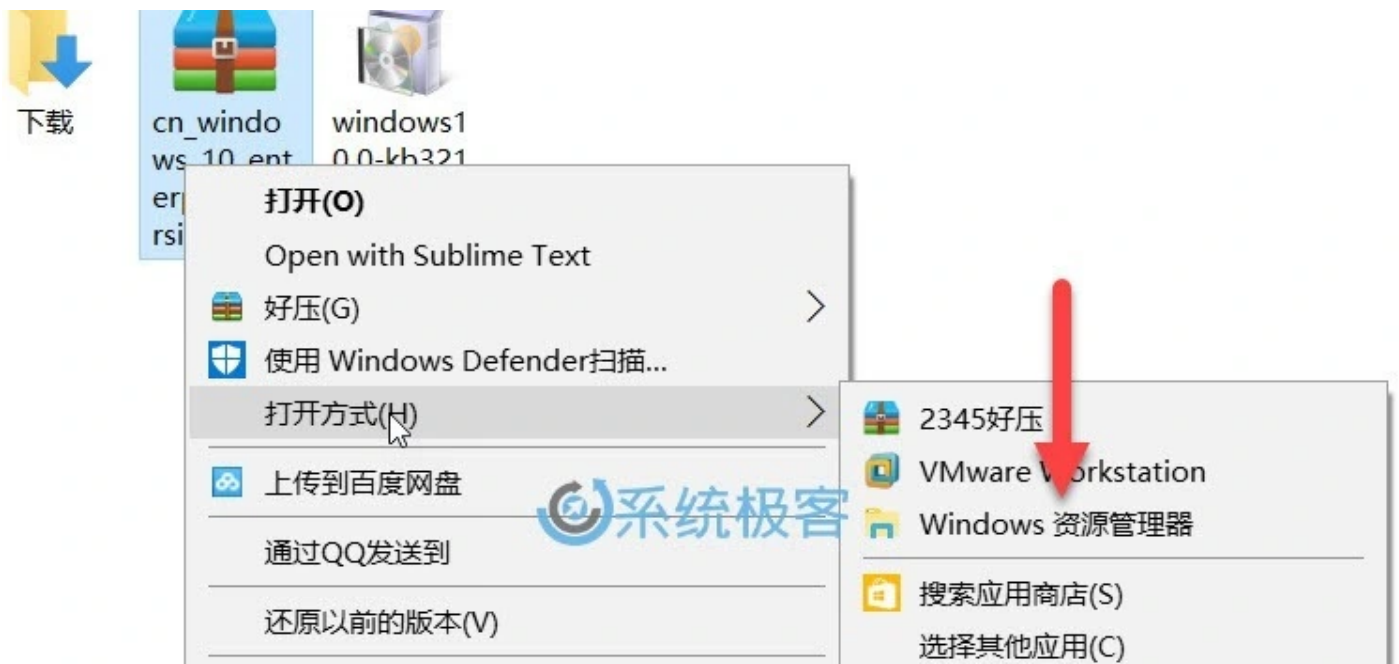 下载
cn_windo
ws_10_ent
windows1
0.0-kb321
打开(O)
Open with Sublime Text
好压(G)
使用 Windows Defender扫描...
打开方式(H)
上传到百度网盘
通过QQ发送到
还原以前的版本(V)
系统极客
2345好压
VMware Workstation
Windows 资源管理器
搜索应用商店(S)
选择其他应用(C)